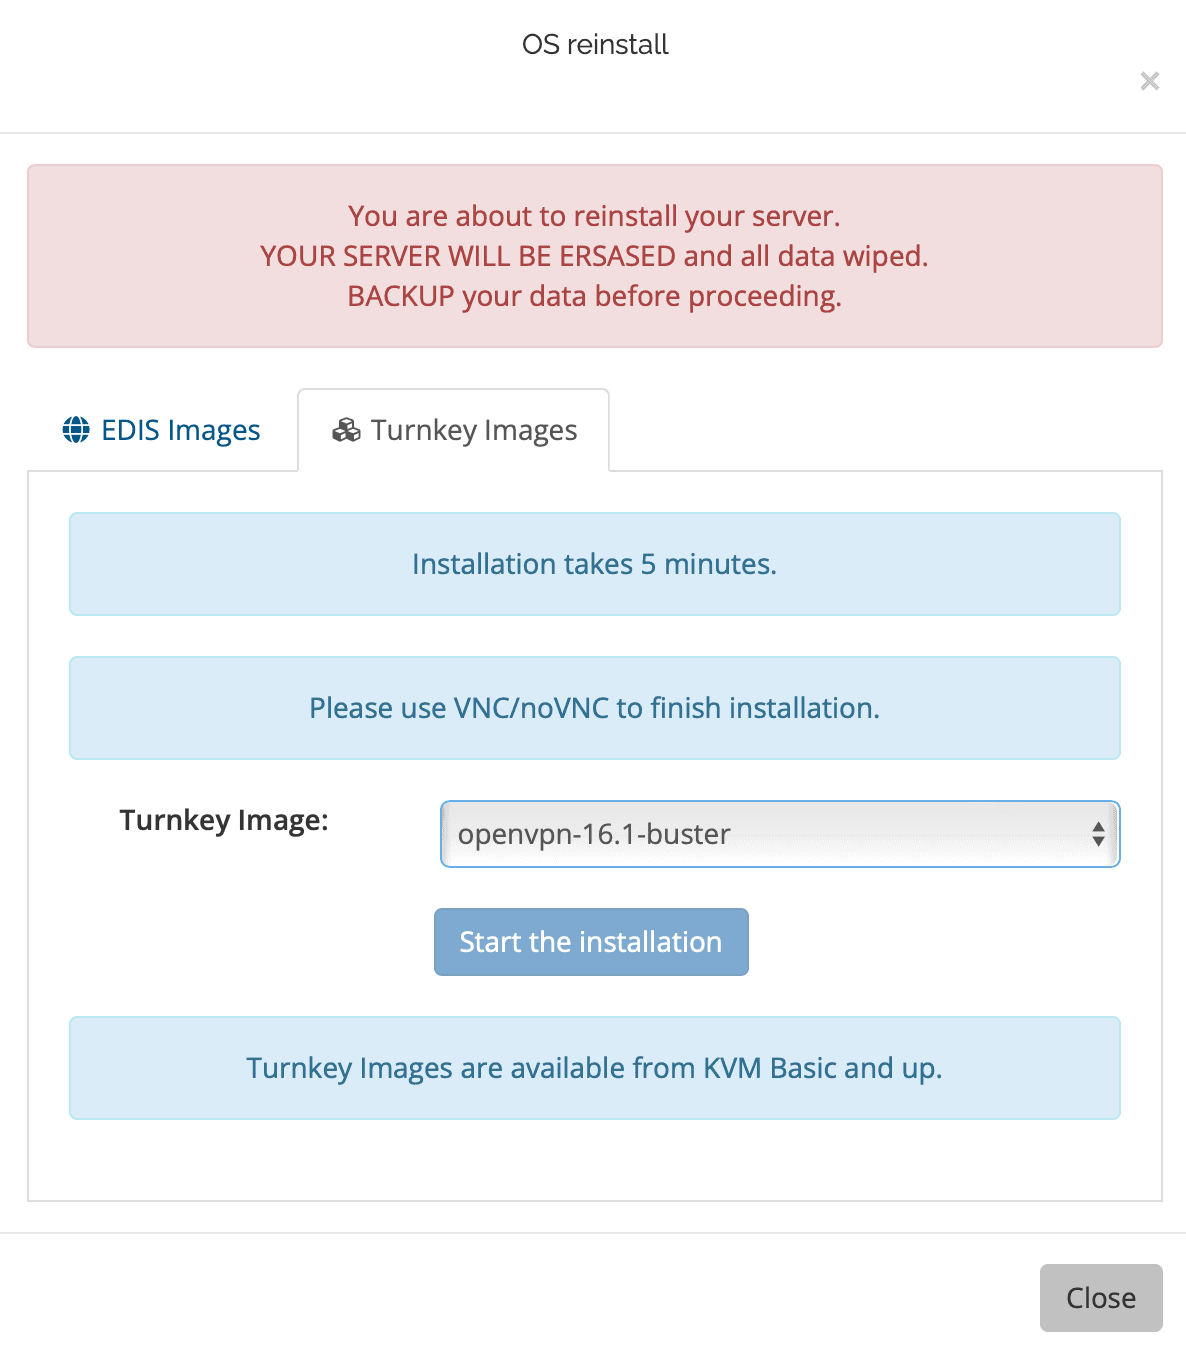 OS reinstall
×
You are about to reinstall your server.
YOUR SERVER WILL BE ERSASED and all data wiped.
BACKUP your data before proceeding.
EDIS Images
Turnkey Images
Installation takes 5 minutes.
Please use VNC/noVNC to finish installation.
Turnkey Image:
openvpn-16.1-buster
Start the installation
Turnkey Images are available from KVM Basic and up.
Close